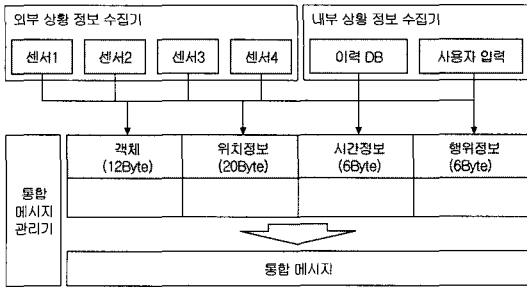 외부 상황 정보 수집기
내부 상황 정보 수집기
센서1
센서2
센서3
센서4
이력 DB
사용자 입력
객체
(12Byte)
위치정보
(20Byte)
시간정보
(6Byte)
행위정보
(6Byte)
통합
메시지
관리기
통합 메시지